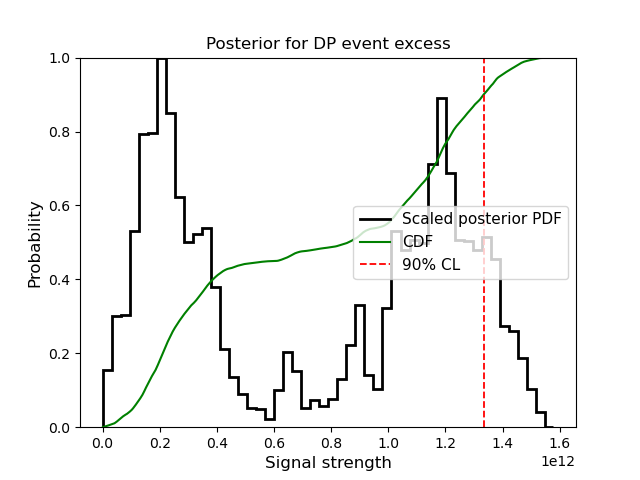 Posterior for DP event excess
Probability
1.0
0.8
0.6
0.4
0.2
0.0
Scaled posterior PDF
CDF
90% CL
0.0 0.2 0.4 0.6 0.8 1.0 1.2 1.4 1.6
1e12
Signal strength